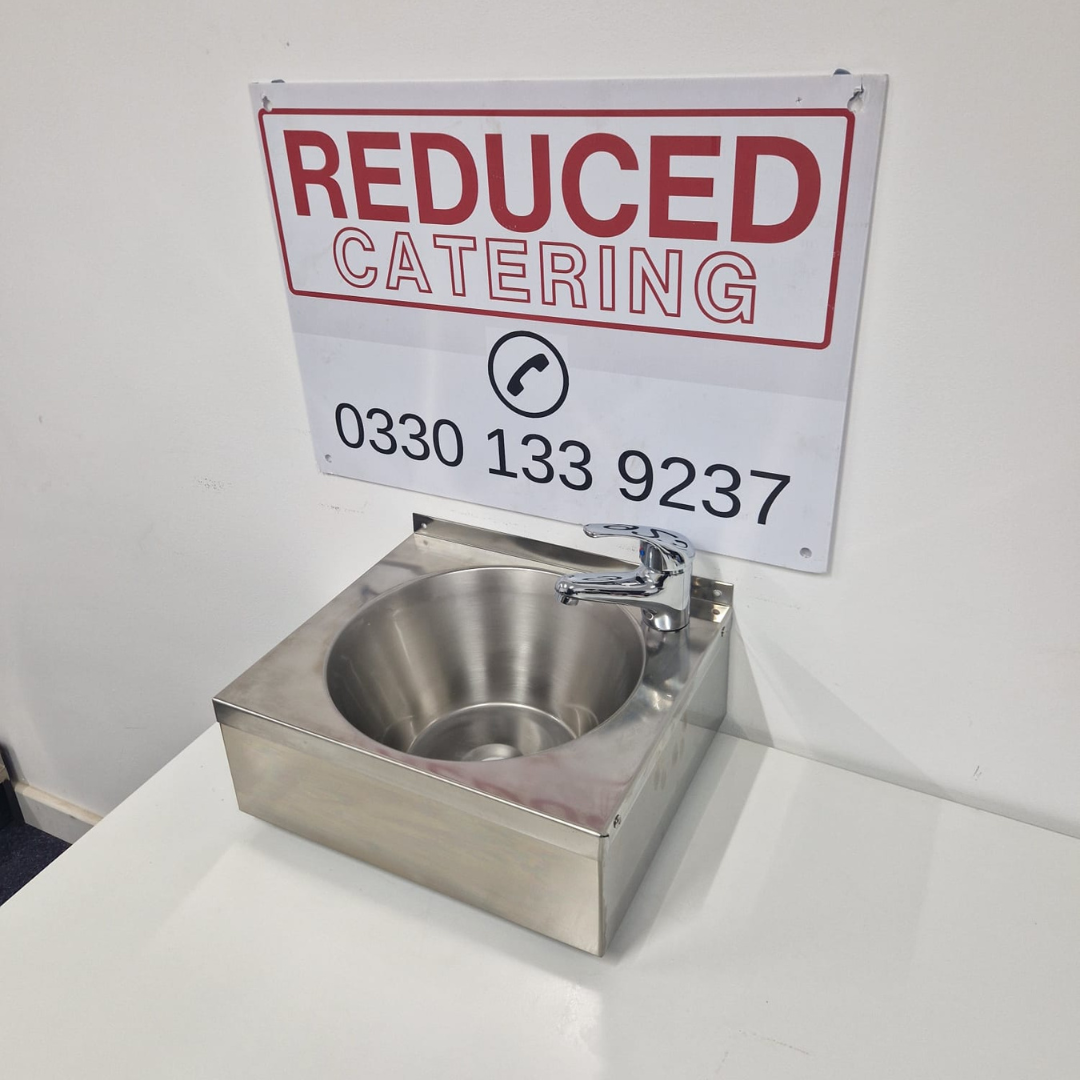 REDUCED
CATERING
0330 133 9237